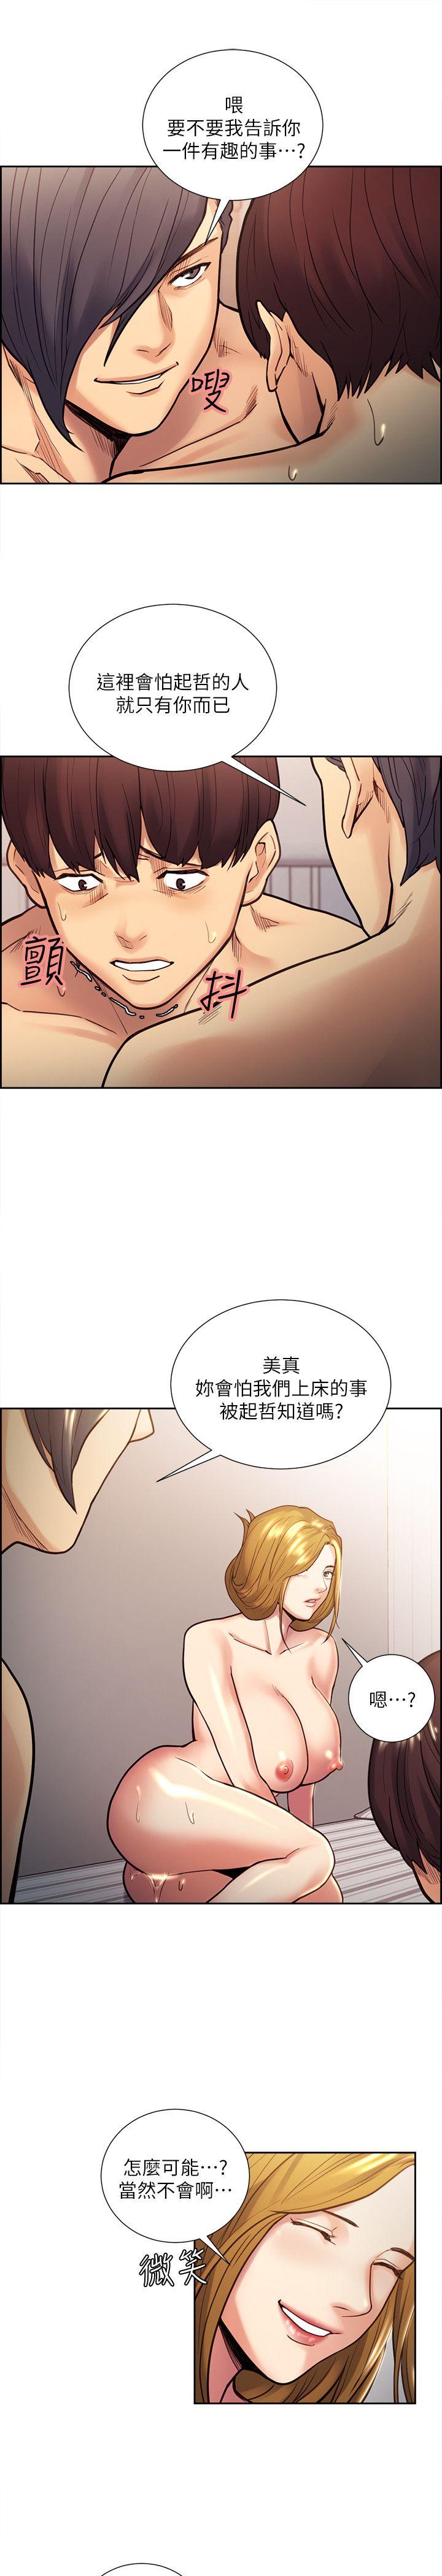 喂
要不要我告訴你
一件有趣的事⋯?
嗖
這裡會怕起哲的人
就只有你而已
顫
抖
美真
妳會怕我們上床的事
被起哲知道嗎?
嗯⋯?
怎麼可能⋯?
當然不會啊⋯
微笑